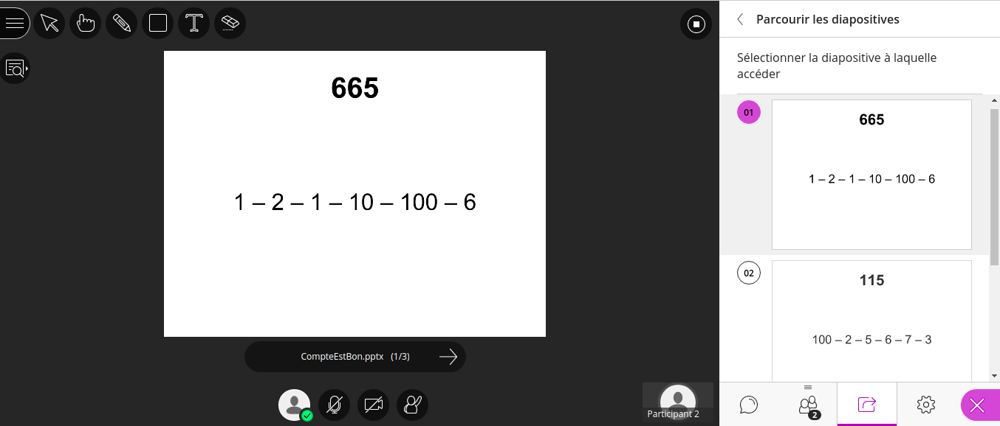 665
1 – 2 – 1 – 10 – 100 – 6
CompteEstBon.pptx (1/3)
Participant 2
Parcourir les diapositives
Sélectionner la diapositive à laquelle
accéder
01
665
1 – 2 – 1 – 10 – 100 – 6
02
115
100 – 2 – 5 – 6 – 7 – 3
2